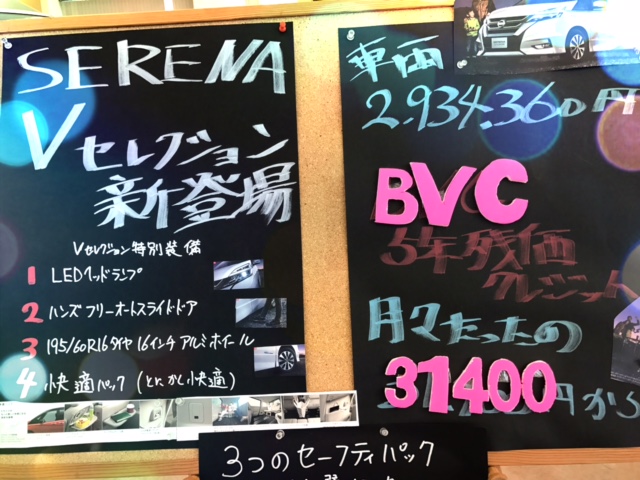 SERENA
Vセレクション
新登場
Vセレクション特別装備
1 LEDヘッドランプ
2 ハンズフリーオートスライドドア
3 195/60R16タイヤ 16インチアルミホイール
4 快適パック (とにかく快適)
車両
2.934.360円
BVC
5年残価
クレジット
月々たったの
31400
円から
3つのセーフティパック